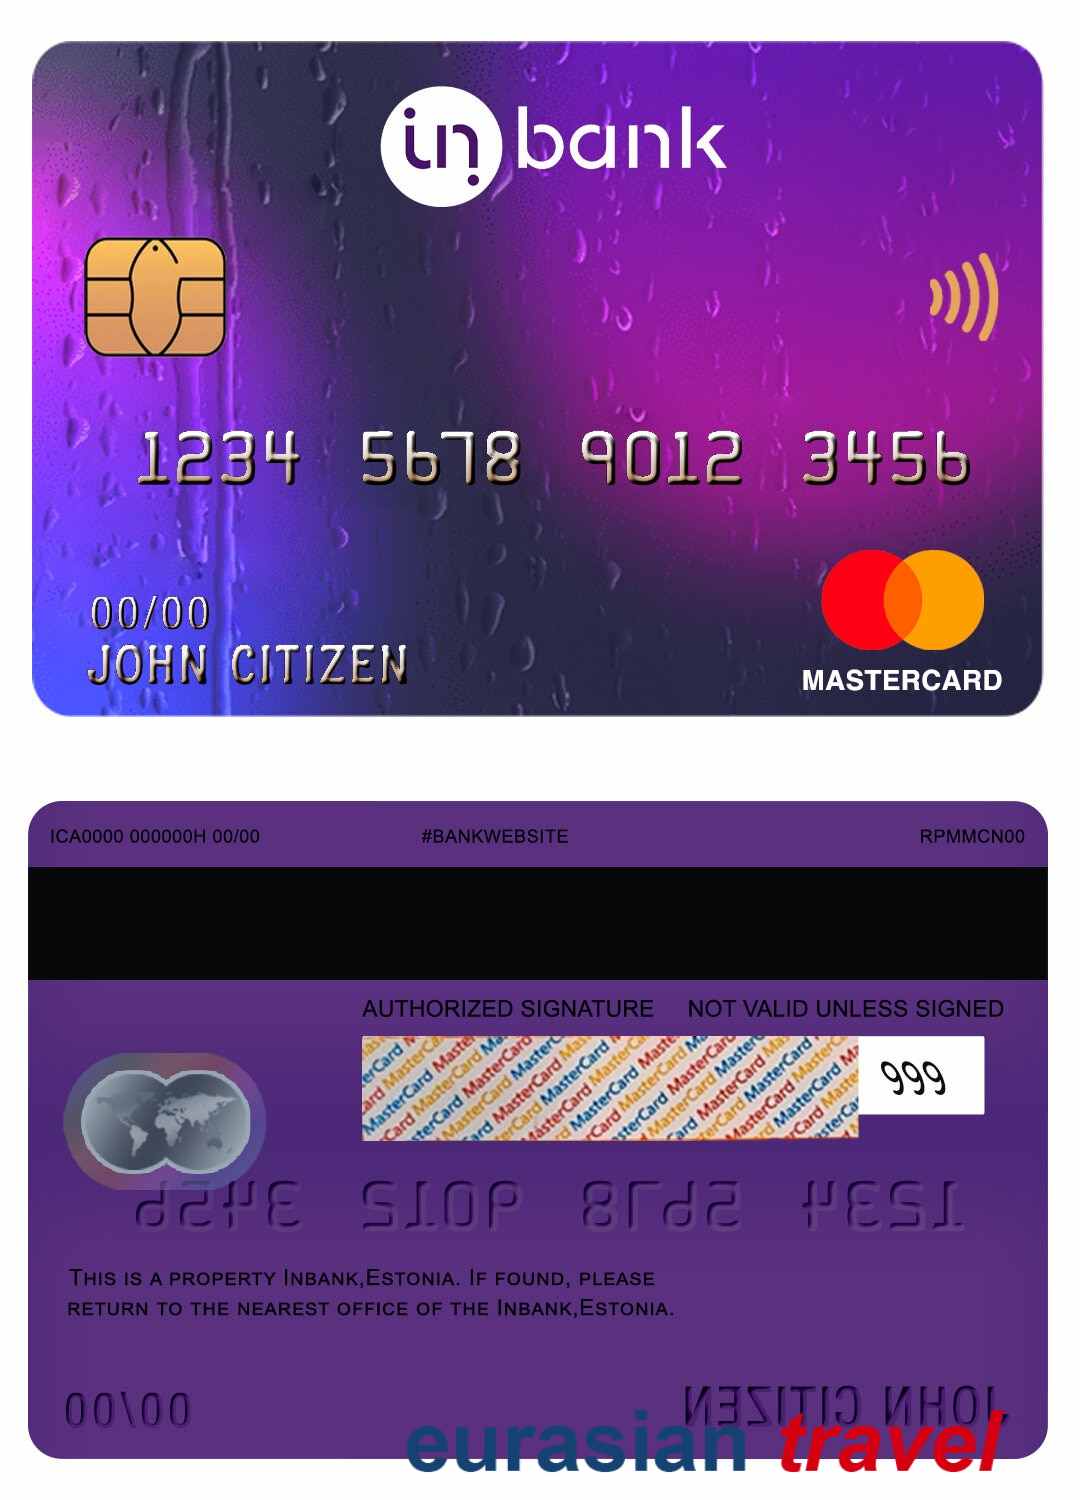 in bank
1234 5678 9012 3456
00/00
JOHN CITIZEN
MASTERCARD
ICA0000 000000H 00/00 #BANKWEBSITE RPMMCN00
AUTHORIZED SIGNATURE NOT VALID UNLESS SIGNED
MasterCard MasterCard MasterCard MasterCard MasterCard
999
1234 5678 9012 3456
THIS IS A PROPERTY INBANK,ESTONIA. IF FOUND, PLEASE
RETURN TO THE NEAREST OFFICE OF THE INBANK,ESTONIA.
00/00 JOHN CITIZEN
eurasian travel